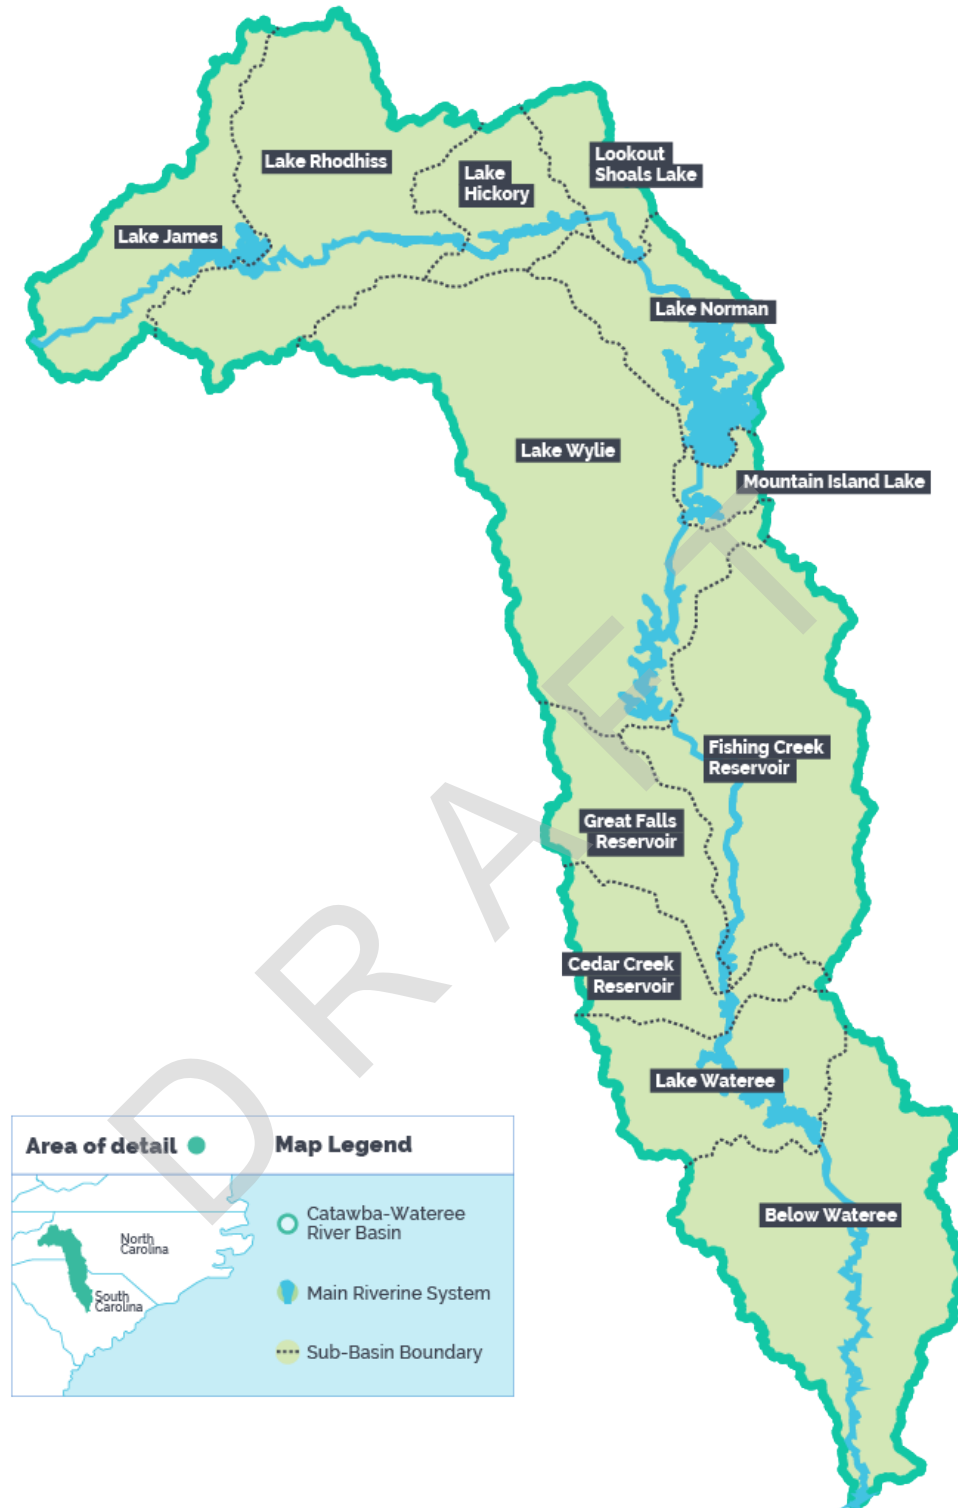 Lake Rhodhiss
Lake
Hickory
Lookout
Shoals Lake
Lake James
Lake Norman
Lake Wylie
Mountain Island Lake
Fishing Creek
Reservoir
Great Falls
Reservoir
Cedar Creek
Reservoir
Lake Wateree
Below Wateree
DRAFT
Area of detail
Map Legend
North
Carolina
South
Carolina
Catawba-Wateree
River Basin
Main Riverine System
Sub-Basin Boundary